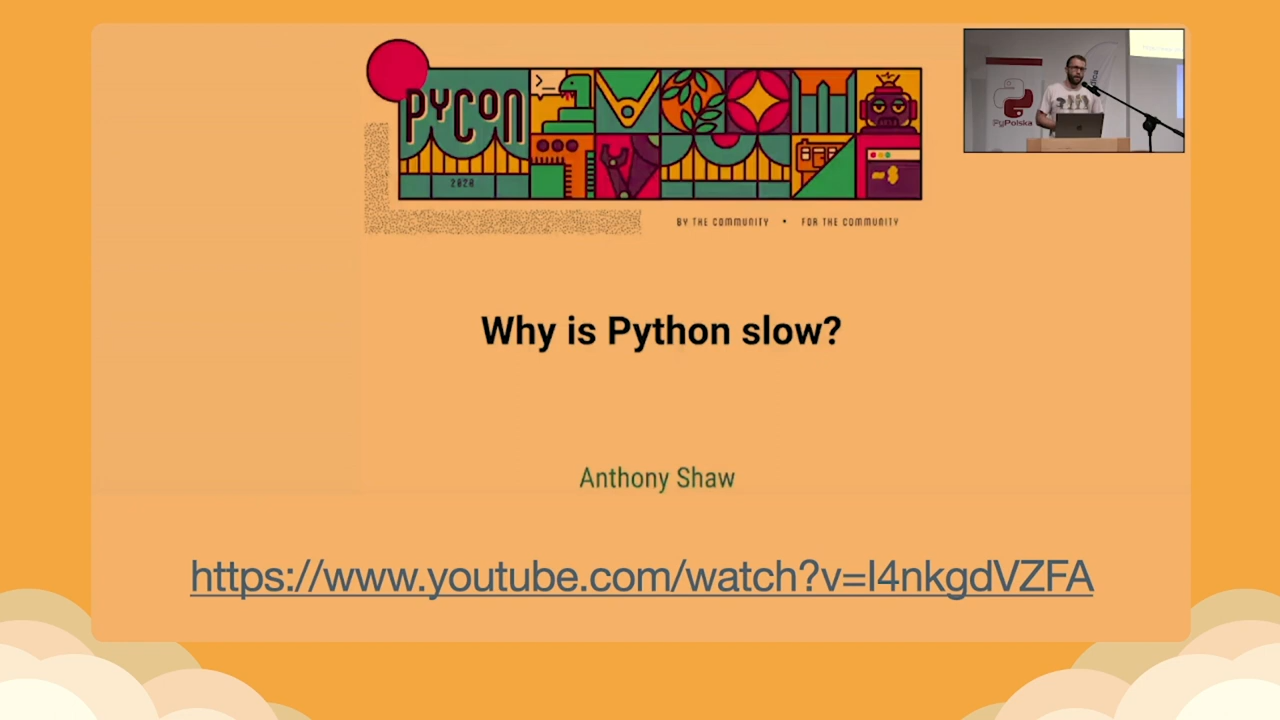 PYCON
2020
BY THE COMMUNITY • FOR THE COMMUNITY
Why is Python slow?
Anthony Shaw
https://www.youtube.com/watch?v=I4nkgdVZFA
PyPolska